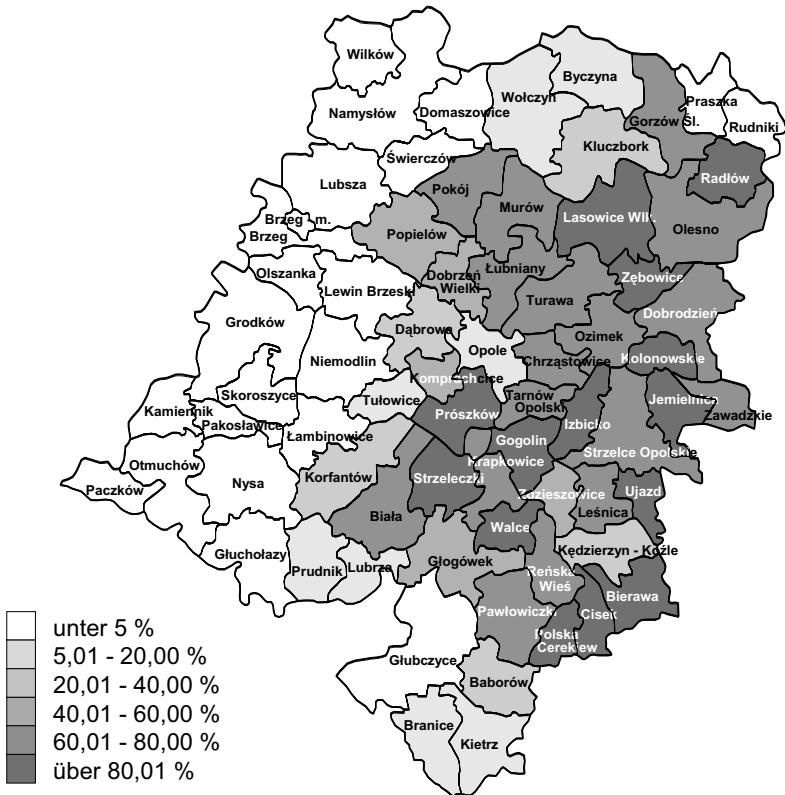 Wilków
Byczyna
Wołczyn
Praszka
Namysłów
Domaszowice
Gorzów Śl.
Rudniki
Kluczbork
Świerczów
Radłów
Lubsza
Pokój
Murów
Lasowice Wlk.
Brzeg m.
Olesno
Brzeg
Popielów
Olszanka
Dobrzeń
Wielki
Łubniany
Zębowice
Lewin Brzeski
Turawa
Dobrodzień
Grodków
Dąbrowa
Ozimek
Opole
Niemodlin
Chrząstowice
Kolonowskie
Komprachcice
Skoroszyce
Tułowice
Tarnów
Opolski
Jemielnica
Kamiennik
Prószków
Zawadzkie
Pakosławice
Izbicko
Łambinowice
Gogolin
Strzelce Opolskie
Otmuchów
Krapkowice
Korfantów
Strzeleczki
Paczków
Nysa
Zdzieszowice
Ujazd
Leśnica
Biała
Walce
Głuchołazy
Kędzierzyn - Koźle
Prudnik
Lubrza
Głogówek
Reńska
Wieś
Bierawa
Pawłowiczki
Cisek
Polska
Cerekiew
Głubczyce
Baborów
Branice
Kietrz
unter 5 %
5,01 - 20,00 %
20,01 - 40,00 %
40,01 - 60,00 %
60,01 - 80,00 %
über 80,01 %